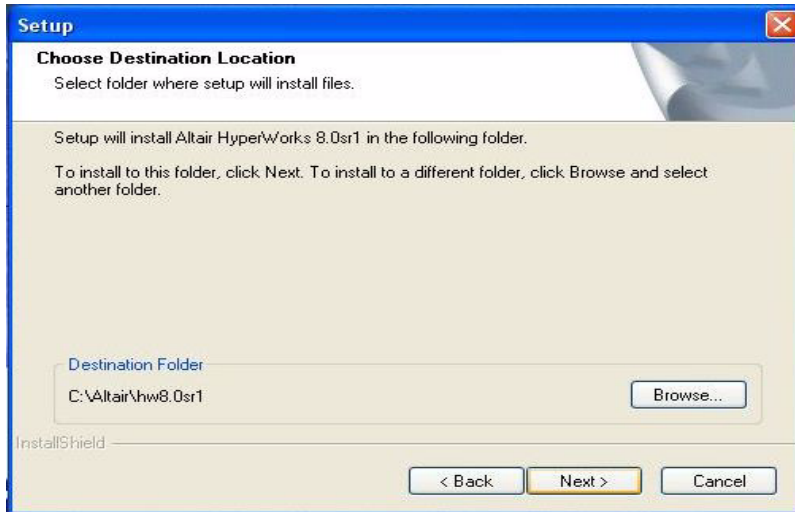 Setup
Choose Destination Location
Select folder where setup will install files.
Setup will install Altair HyperWorks 8.0sr1 in the following folder.
To install to this folder, click Next. To install to a different folder, click Browse and select
another folder.
Destination Folder
C:\Altair\hw8.0sr1
Browse...
InstallShield
< Back
Next >
Cancel